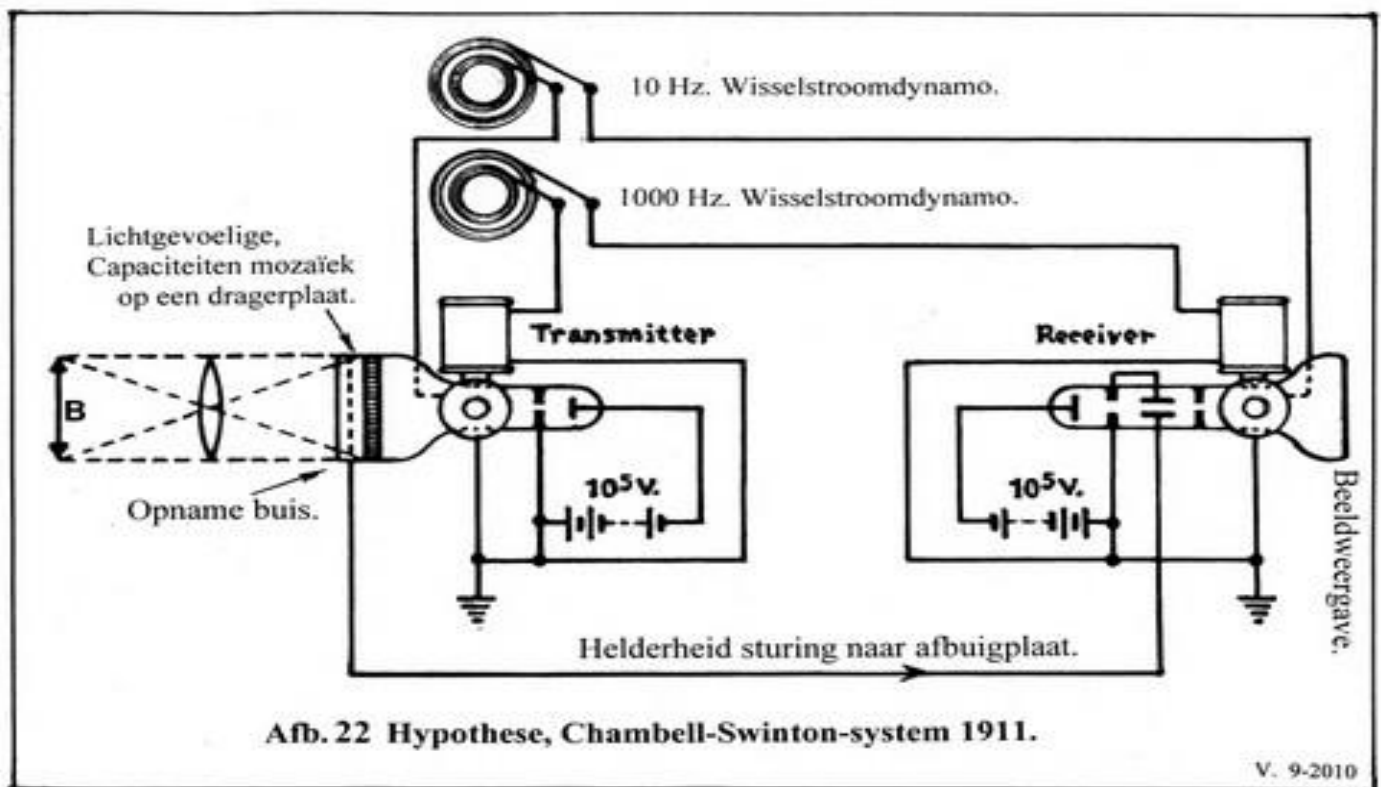 10 Hz. Wisselstroomdynamo.
1000 Hz. Wisselstroomdynamo.
Lichtgevoelige,
Capaciteiten mozaïek
op een dragerplaat.
Transmitter
Receiver
B
10⁵V.
10⁵V.
Opname buis.
Beeldweergave.
Helderheid sturing naar afbuigplaat.
Afb. 22 Hypothese, Chambell-Swinton-system 1911.
V. 9-2010